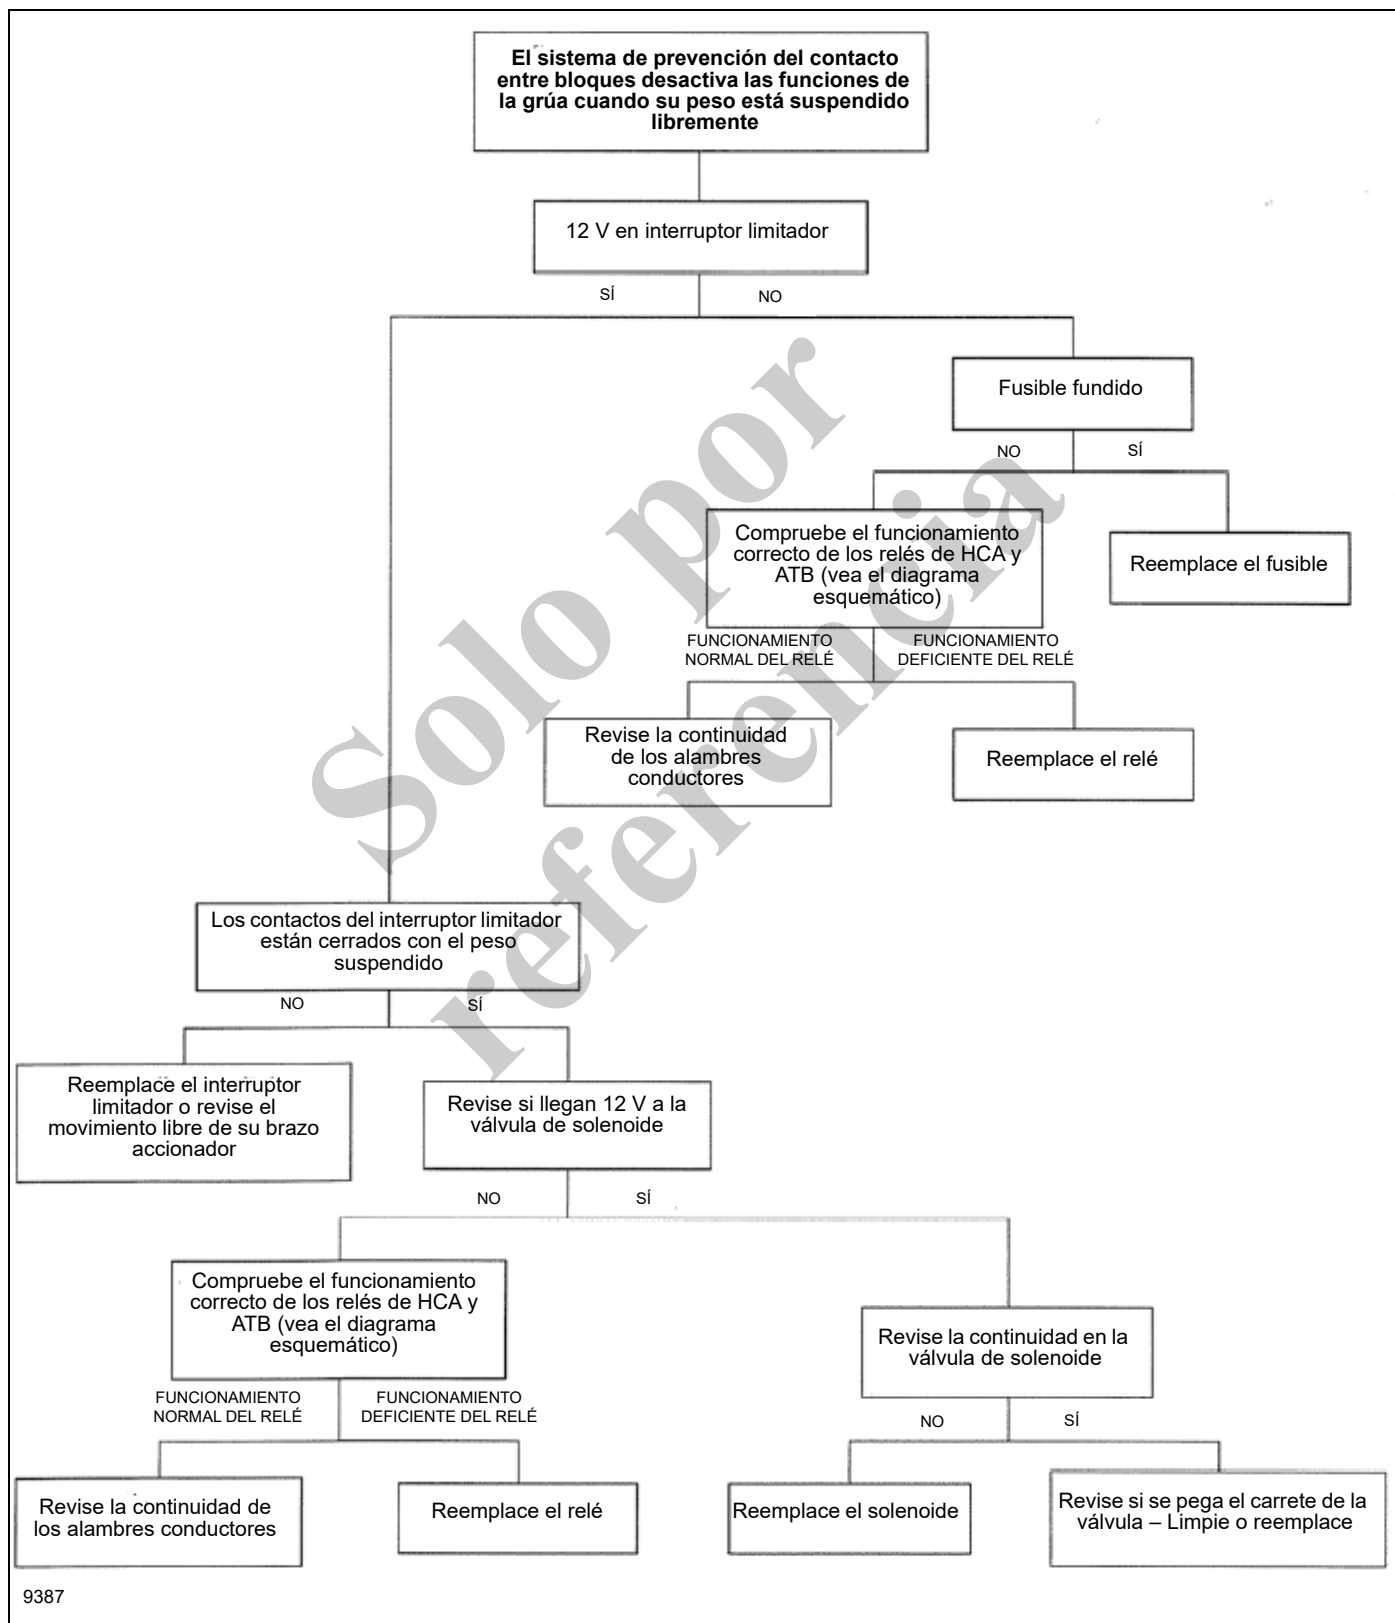 El sistema de prevención del contacto
entre bloques desactiva las funciones de
la grúa cuando su peso está suspendido
libremente
12 V en interruptor limitador
SÍ
NO
Fusible fundido
NO
SÍ
Compruebe el funcionamiento
correcto de los relés de HCA y
ATB (vea el diagrama
esquemático)
Reemplace el fusible
FUNCIONAMIENTO
NORMAL DEL RELÉ
FUNCIONAMIENTO
DEFICIENTE DEL RELÉ
Revise la continuidad
de los alambres
conductores
Reemplace el relé
Solo por
referencia
Los contactos del interruptor limitador
están cerrados con el peso
suspendido
NO
SÍ
Reemplace el interruptor
limitador o revise el
movimiento libre de su brazo
accionador
Revise si llegan 12 V a la
válvula de solenoide
NO
SÍ
Compruebe el funcionamiento
correcto de los relés de HCA y
ATB (vea el diagrama
esquemático)
Revise la continuidad en la
válvula de solenoide
FUNCIONAMIENTO
NORMAL DEL RELÉ
FUNCIONAMIENTO
DEFICIENTE DEL RELÉ
NO
SÍ
Revise la continuidad de
los alambres conductores
Reemplace el relé
Reemplace el solenoide
Revise si se pega el carrete de la
válvula – Limpie o reemplace
9387